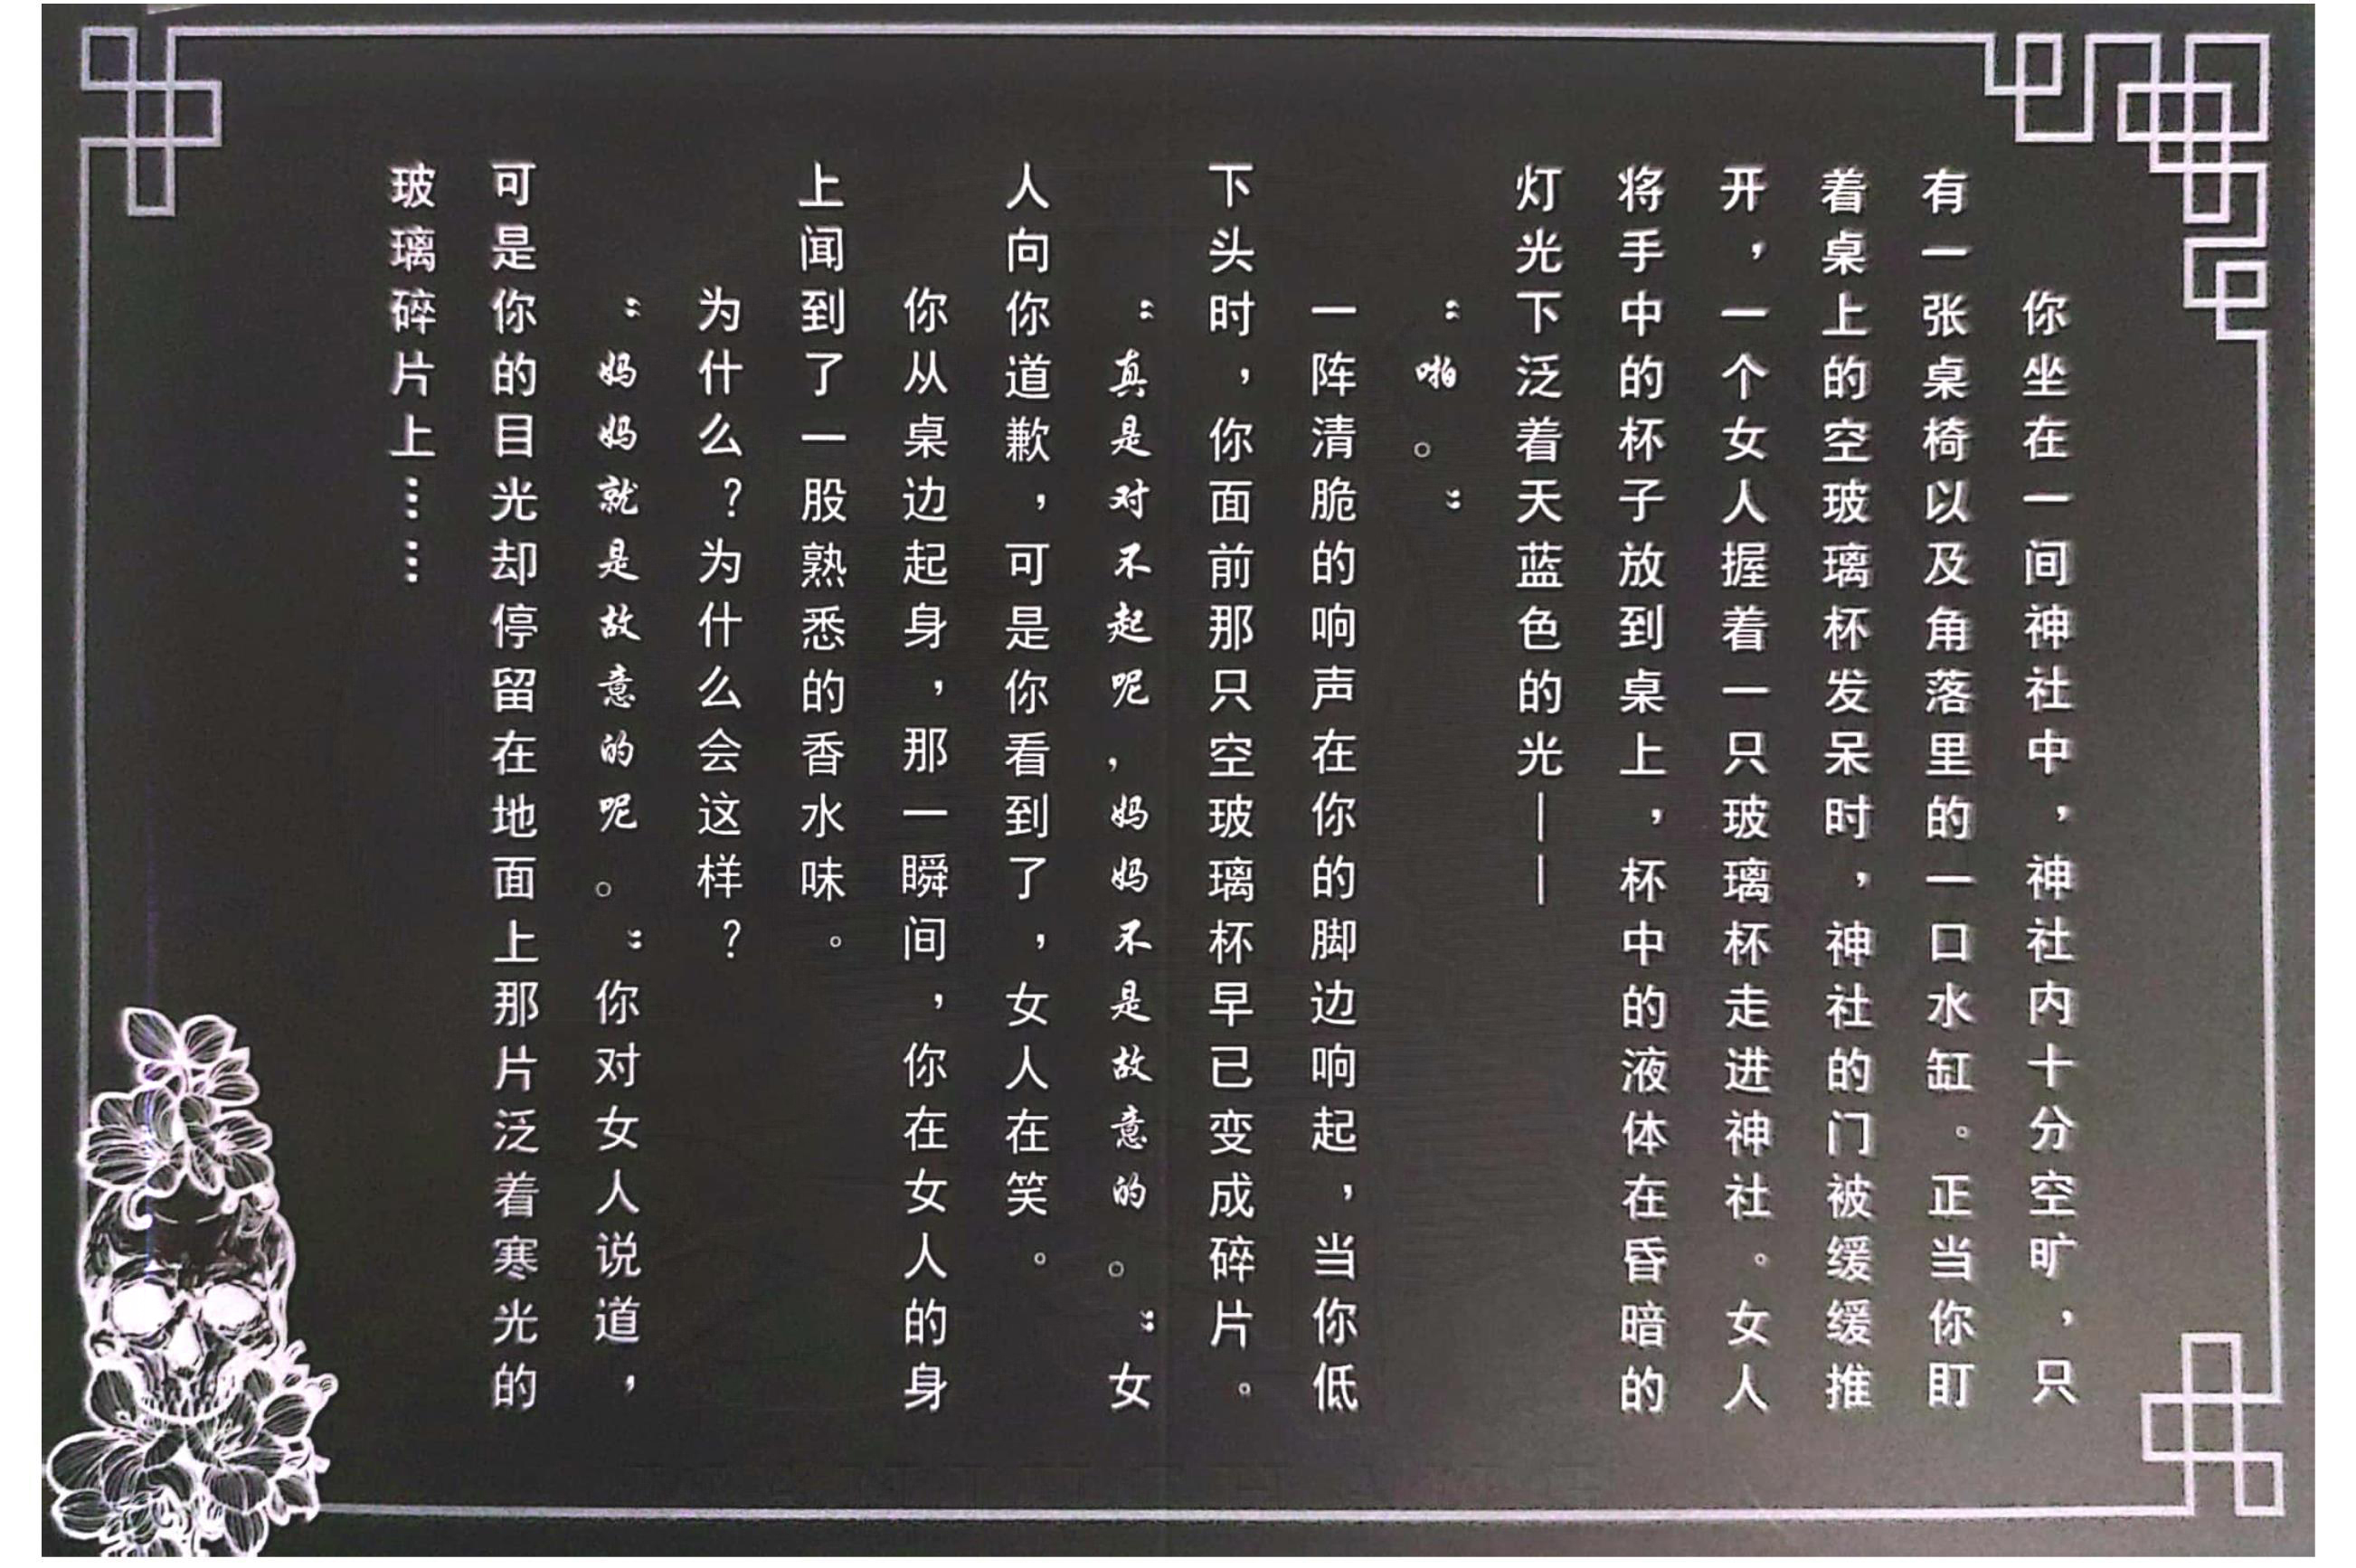 你坐在一间神社中，神社内十分空旷，只
有一张桌椅以及角落里的一口水缸。正当你盯
着桌上的空玻璃杯发呆时，神社的门被缓缓推
开，一个女人握着一只玻璃杯走进神社。女人
将手中的杯子放到桌上，杯中的液体在昏暗的
灯光下泛着天蓝色的光——
“啪。”
一阵清脆的响声在你的脚边响起，当你低
下头时，你面前那只空玻璃杯早已变成碎片。
“真是对不起呢，妈妈不是故意的。”女
人向你道歉，可是你看到了，女人在笑。
你从桌边起身，那一瞬间，你在女人的身
上闻到了一股熟悉的香水味。
为什么？为什么会这样？
“妈妈就是故意的呢。”你对女人说道，
可是你的目光却停留在地面上那片泛着寒光的
玻璃碎片上……